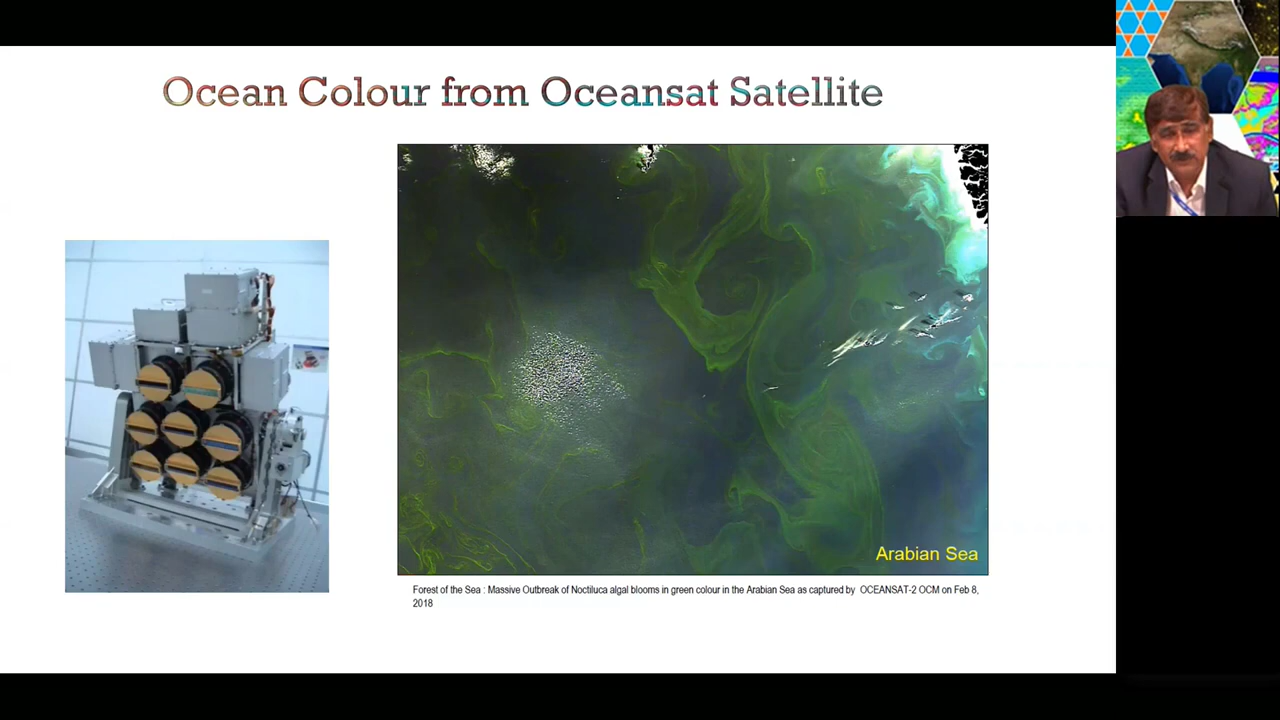 Ocean Colour from Oceansat Satellite
Arabian Sea
Forest of the Sea : Massive Outbreak of Noctiluca algal blooms in green colour in the Arabian Sea as captured by OCEANSAT-2 OCM on Feb 8,
2018